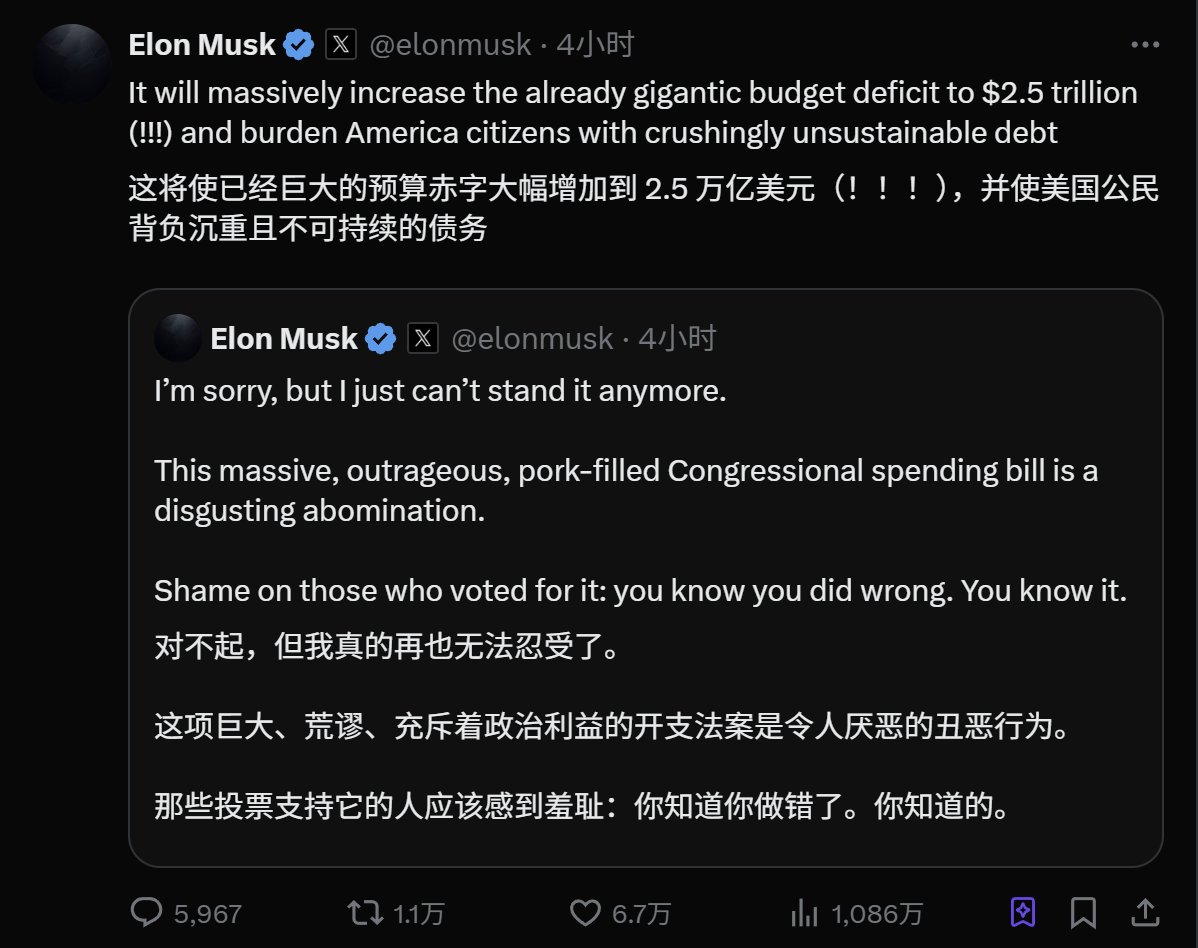 Elon Musk X @elonmusk · 4小时
It will massively increase the already gigantic budget deficit to $2.5 trillion
(!!!) and burden America citizens with crushingly unsustainable debt
这将使已经巨大的预算赤字大幅增加到 2.5 万亿美元（！！！），并使美国公民
背负沉重且不可持续的债务
Elon Musk X @elonmusk · 4小时
I’m sorry, but I just can’t stand it anymore.
This massive, outrageous, pork-filled Congressional spending bill is a
disgusting abomination.
Shame on those who voted for it: you know you did wrong. You know it.
对不起，但我真的再也无法忍受了。
这项巨大、荒谬、充斥着政治利益的开支法案是令人厌恶的丑恶行为。
那些投票支持它的人应该感到羞耻：你知道你做错了。你知道的。
5,967 1.1万 6.7万 1,086万